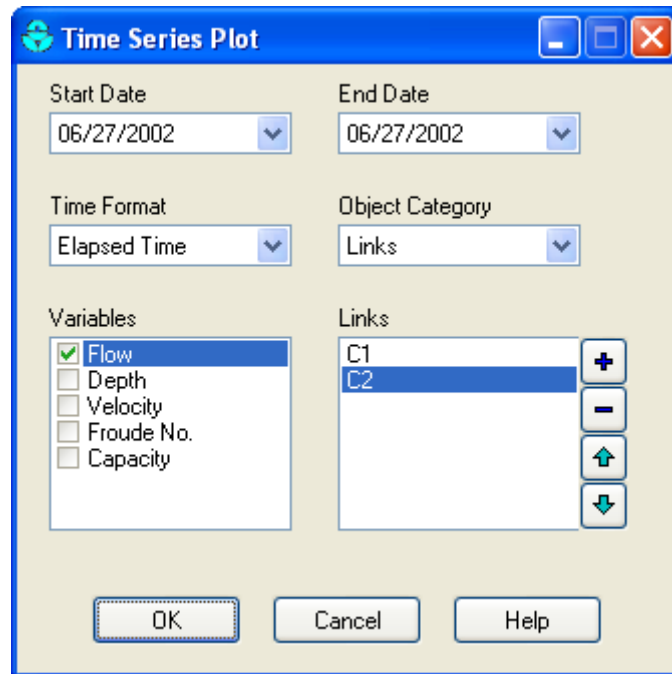 Time Series Plot
Start Date
End Date
06/27/2002
06/27/2002
Time Format
Object Category
Elapsed Time
Links
Variables
Links
Flow
Depth
Velocity
Froude No.
Capacity
C1
C2
OK
Cancel
Help